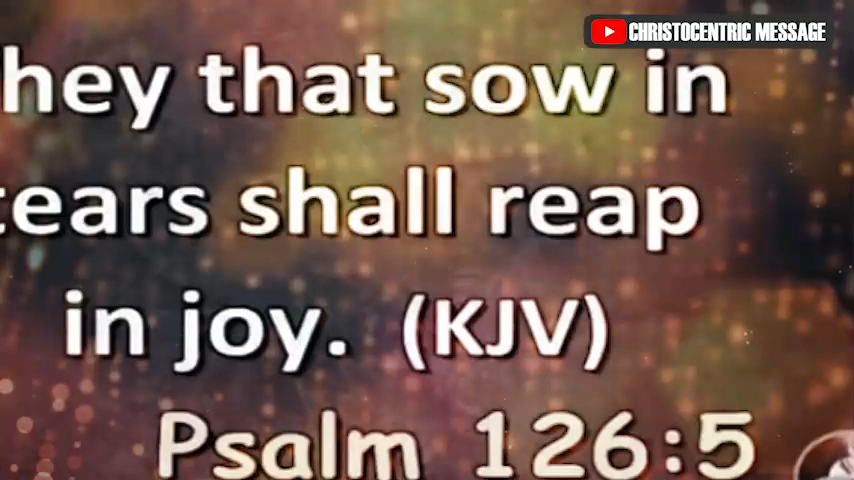 CHRISTOCENTRIC MESSAGE
hey that sow in
tears shall reap
in joy. (KJV)
Psalm 126:5